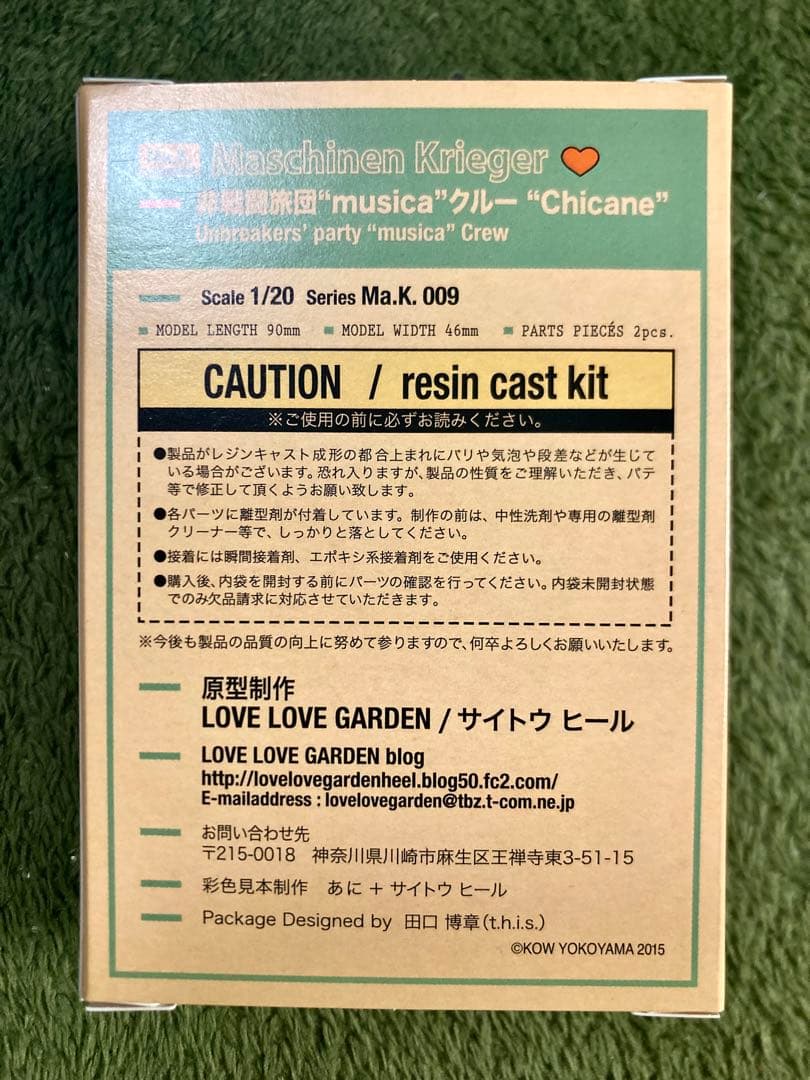 Maschinen Krieger
非戦闘旅団“musica”クルー “Chicane”
Unbreakers' party “musica” Crew
Scale 1/20 Series Ma.K. 009
MODEL LENGTH 90mm MODEL WIDTH 46mm PARTS PIECÉS 2pcs.
CAUTION / resin cast kit
※ご使用の前に必ずお読みください。
●製品がレジンキャスト成形の都合上まれにバリや気泡や段差などが生じて
いる場合がございます。恐れ入りますが、製品の性質をご理解いただき、パテ
等で修正して頂くようお願い致します。
●各パーツに離型剤が付着しています。制作の前は、中性洗剤や専用の離型剤
クリーナー等で、しっかりと落としてください。
●接着には瞬間接着剤、エポキシ系接着剤をご使用ください。
●購入後、内袋を開封する前にパーツの確認を行ってください。内袋未開封状態
でのみ欠品請求に対応させていただきます。
※今後も製品の品質の向上に努めて参りますので、何卒よろしくお願いいたします。
原型制作
LOVE LOVE GARDEN / サイトウ ヒール
LOVE LOVE GARDEN blog
http://lovelovegardenheel.blog50.fc2.com/
E-mailaddress : lovelovegarden@tbz.t-com.ne.jp
お問い合わせ先
〒215-0018 神奈川県川崎市麻生区王禅寺東3-51-15
彩色見本制作 あに + サイトウ ヒール
Package Designed by 田口 博章(t.h.i.s.)
©KOW YOKOYAMA 2015